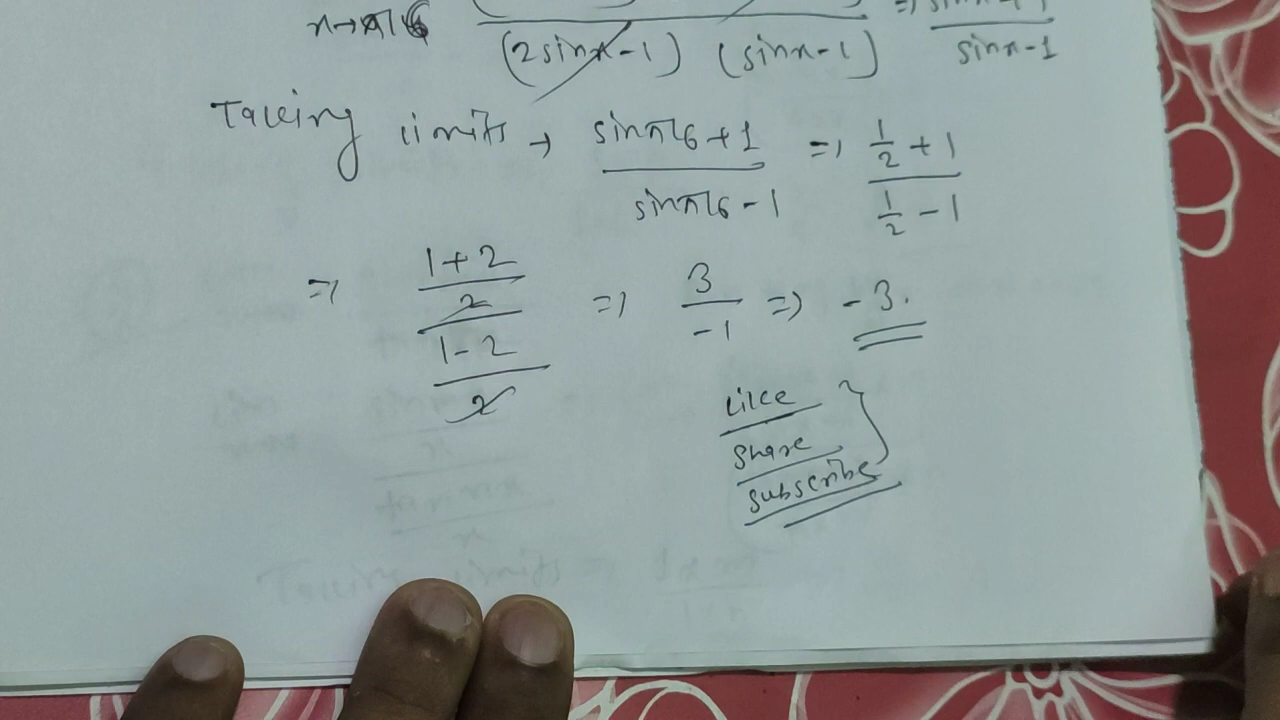 x→π/6 (2sinx-1) (sinx-1) ⇒ sinx-1
Taking limits → sinπ/6+1 / sinπ/6-1 ⇒ 1/2+1 / 1/2-1
⇒ 1+2 / 2 / 1-2 / 2 ⇒ 3/-1 ⇒ -3.
Like
share
subscribe